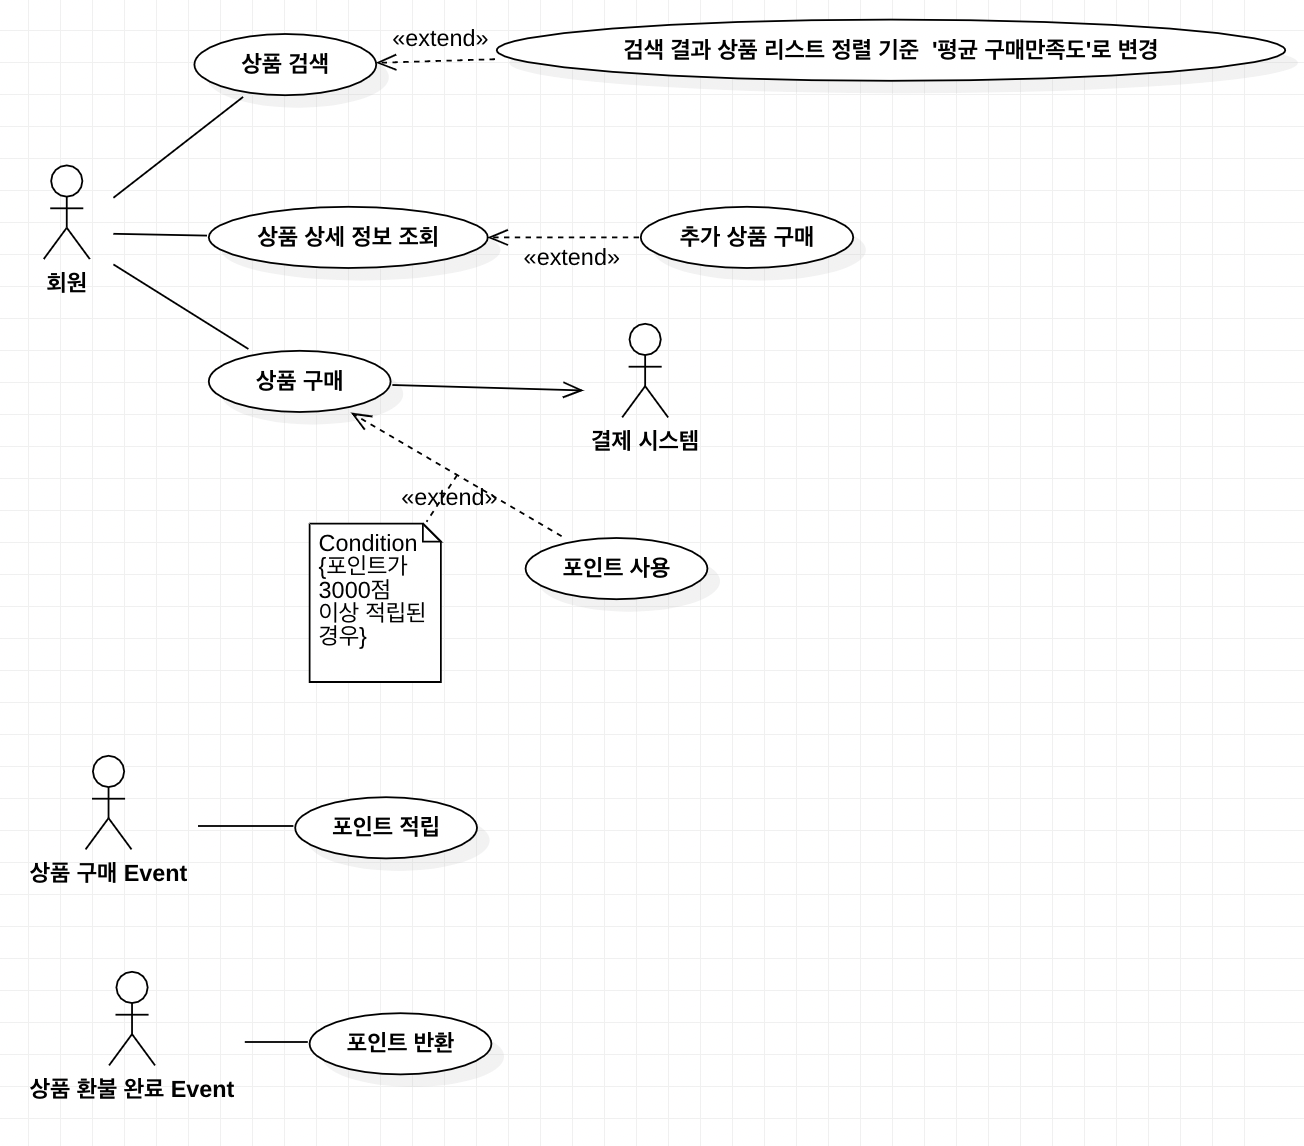 «extend»
상품 검색
검색 결과 상품 리스트 정렬 기준  '평균 구매만족도'로 변경
상품 상세 정보 조회
추가 상품 구매
«extend»
회원
상품 구매
결제 시스템
«extend»
Condition
{포인트가
3000점
이상 적립된
경우}
포인트 사용
포인트 적립
상품 구매 Event
포인트 반환
상품 환불 완료 Event